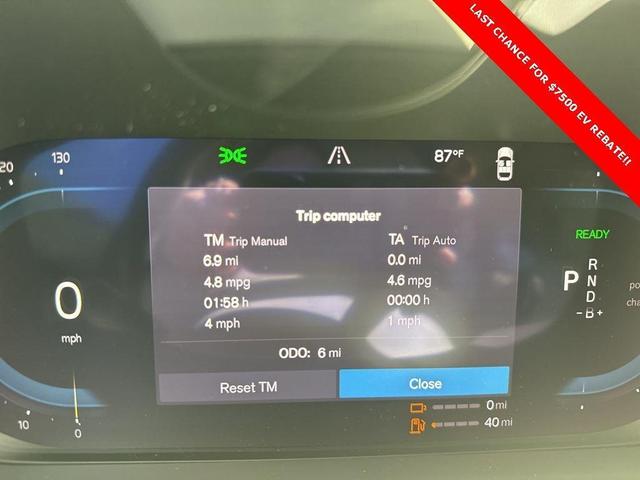 LAST CHANCE FOR $7500 EV REBATE!!
20
130
87°F
Trip computer
TM Trip Manual
TA Trip Auto
6.9 mi
0.0 mi
4.8 mpg
4.6 mpg
01:58 h
00:00 h
4 mph
1 mph
ODO: 6 mi
Reset TM
Close
0
mph
READY
P
R
N
D
-B+
po
cha
10
0
0 mi
40 mi